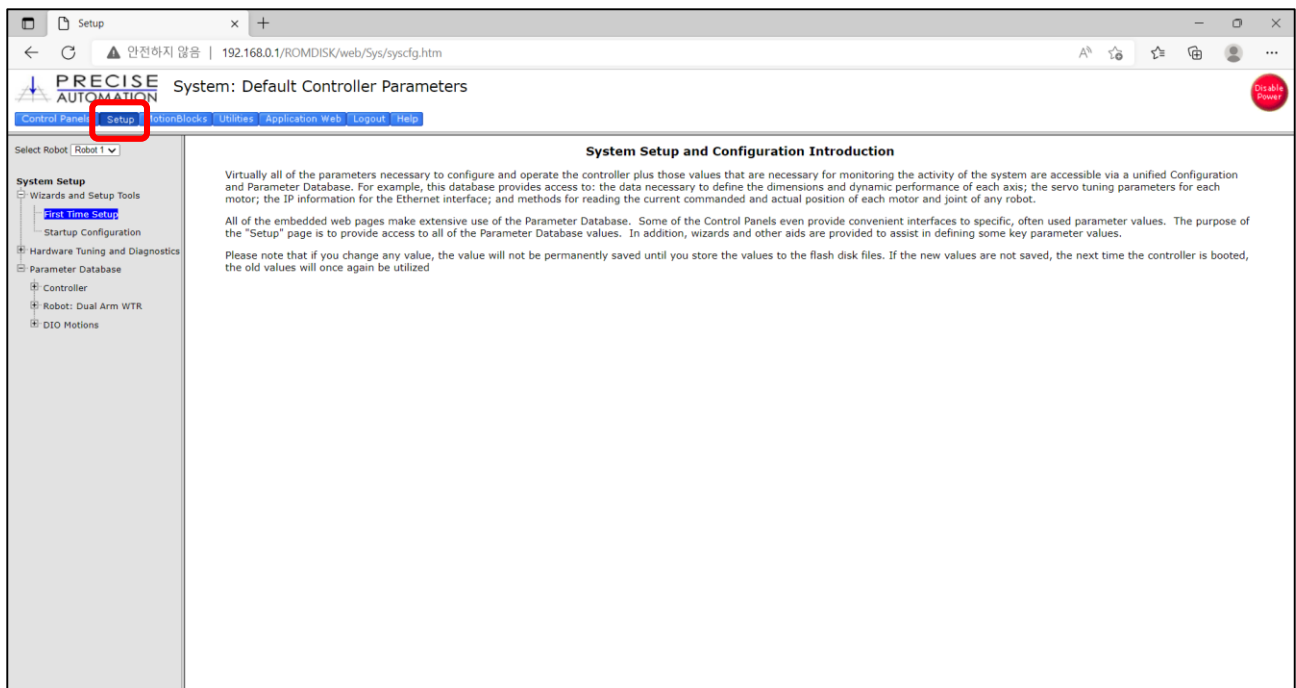 Setup
안전하지 않음 | 192.168.0.1/ROMDISK/web/Sys/syscfg.htm
PRECISE
AUTOMATION
System: Default Controller Parameters
Disable
Power
Control Panels Setup MotionBlocks Utilities Application Web Logout Help
Select Robot Robot 1
System Setup
Wizards and Setup Tools
First Time Setup
Startup Configuration
Hardware Tuning and Diagnostics
Parameter Database
Controller
Robot: Dual Arm WTR
DIO Motions
System Setup and Configuration Introduction
Virtually all of the parameters necessary to configure and operate the controller plus those values that are necessary for monitoring the activity of the system are accessible via a unified Configuration
and Parameter Database. For example, this database provides access to: the data necessary to define the dimensions and dynamic performance of each axis; the servo tuning parameters for each
motor; the IP information for the Ethernet interface; and methods for reading the current commanded and actual position of each motor and joint of any robot.
All of the embedded web pages make extensive use of the Parameter Database. Some of the Control Panels even provide convenient interfaces to specific, often used parameter values. The purpose of
the "Setup" page is to provide access to all of the Parameter Database values. In addition, wizards and other aids are provided to assist in defining some key parameter values.
Please note that if you change any value, the value will not be permanently saved until you store the values to the flash disk files. If the new values are not saved, the next time the controller is booted,
the old values will once again be utilized